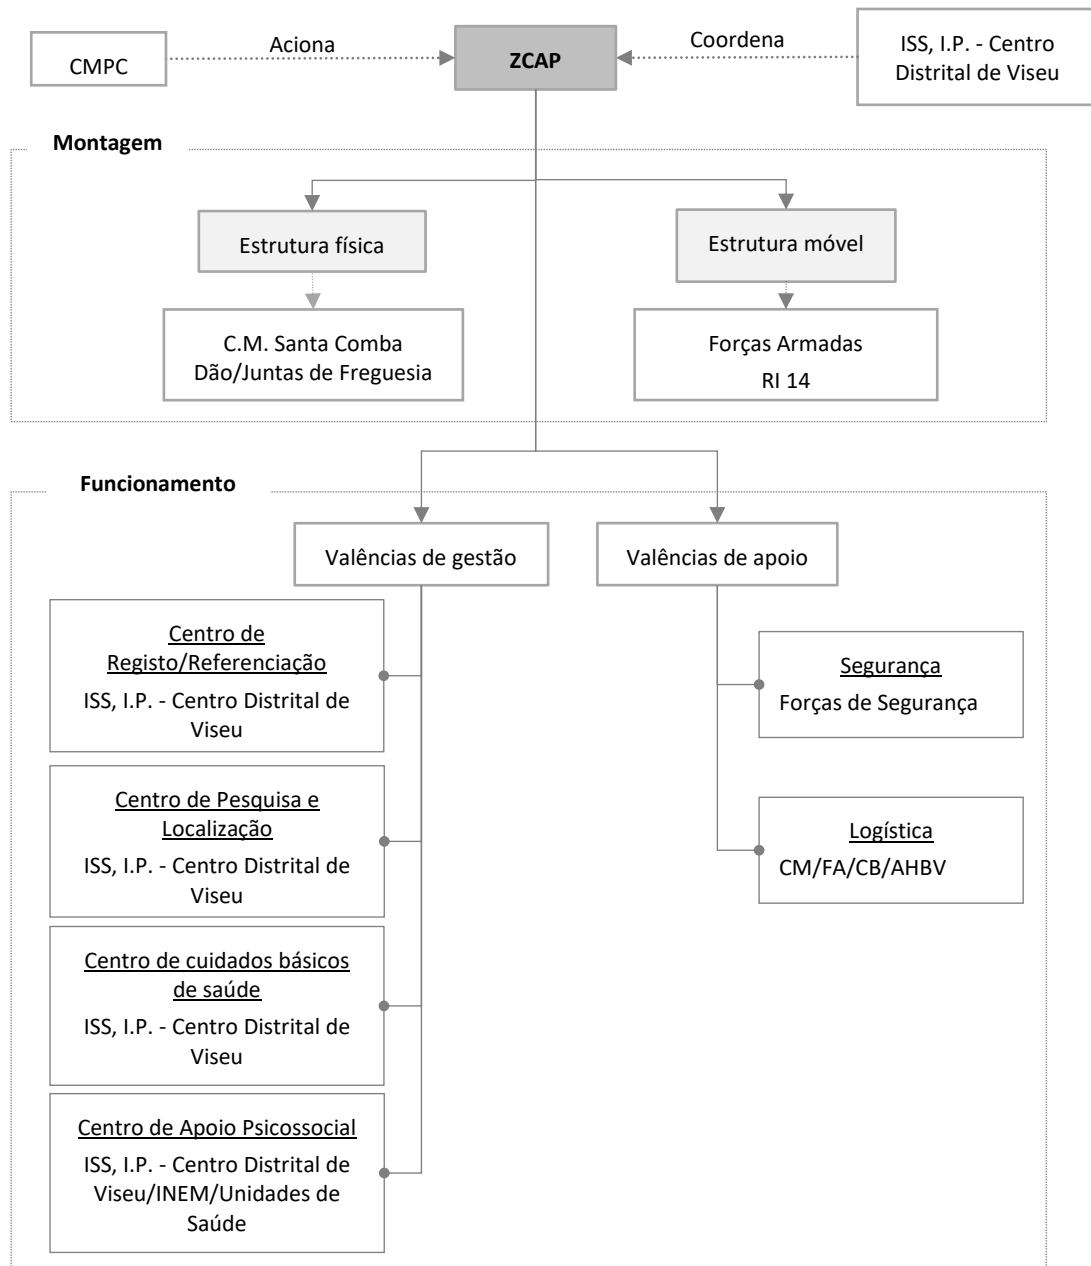 CMPC
Aciona
ZCAP
Coordena
ISS, I.P. - Centro
Distrital de Viseu
Montagem
Estrutura física
Estrutura móvel
C.M. Santa Comba
Dão/Juntas de Freguesia
Forças Armadas
RI 14
Funcionamento
Valências de gestão
Valências de apoio
Centro de
Registo/Referenciação
ISS, I.P. - Centro Distrital de
Viseu
Centro de Pesquisa e
Localização
ISS, I.P. - Centro Distrital de
Viseu
Centro de cuidados básicos
de saúde
ISS, I.P. - Centro Distrital de
Viseu
Centro de Apoio Psicossocial
ISS, I.P. - Centro Distrital de
Viseu/INEM/Unidades de
Saúde
Segurança
Forças de Segurança
Logística
CM/FA/CB/AHBV